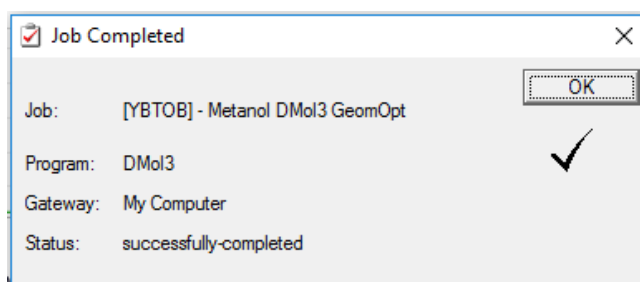 Job Completed
OK
Job: [YBTOB] - Metanol DMol3 GeomOpt
Program: DMol3
Gateway: My Computer
Status: successfully-completed